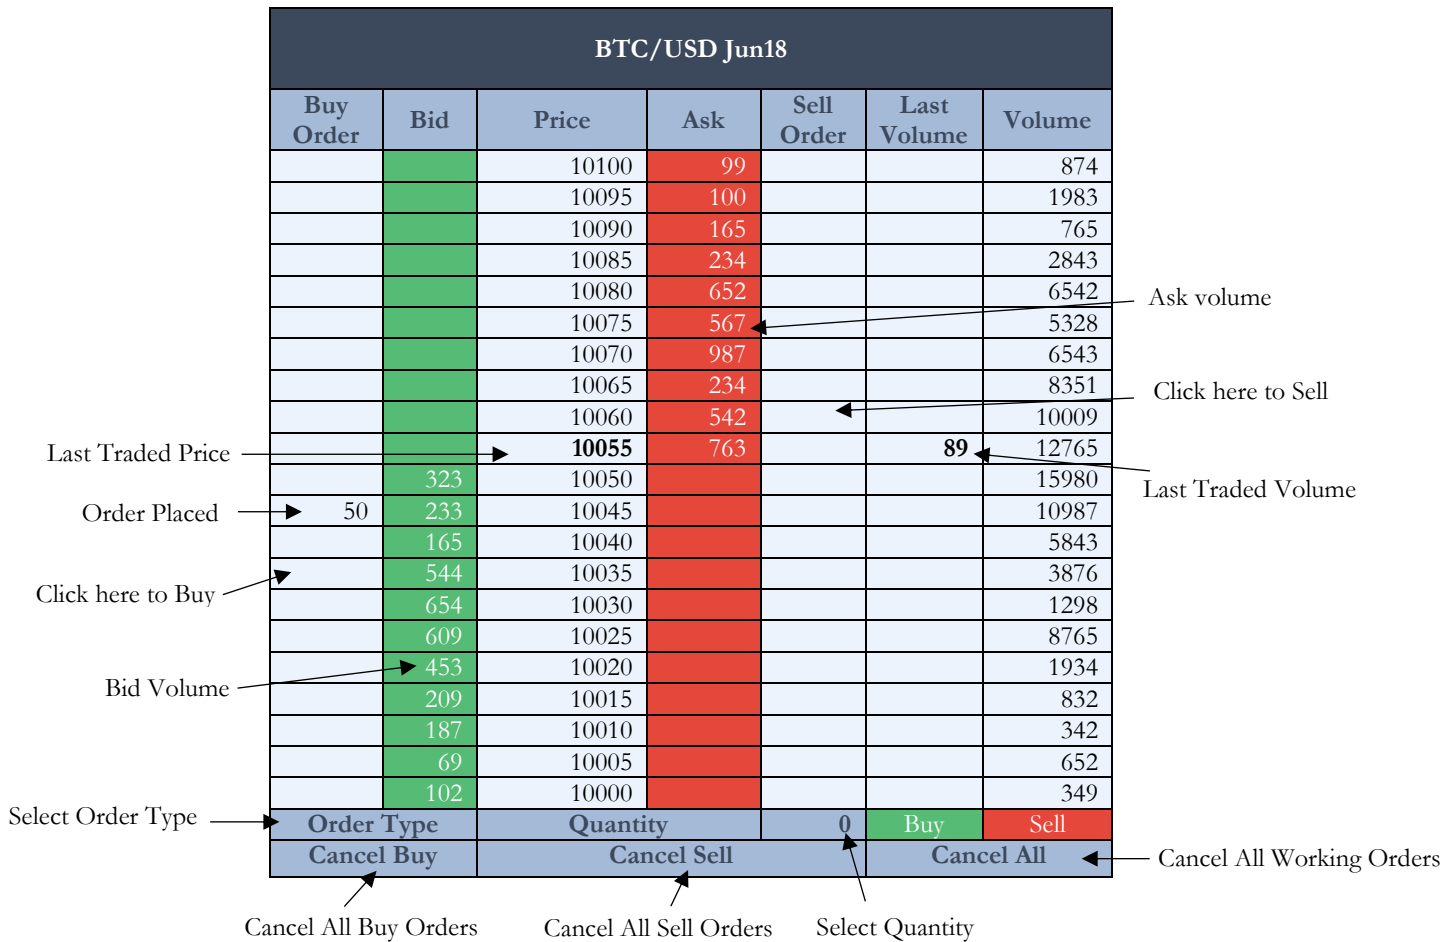 BTC/USD Jun18
Buy Order Bid Price Ask Sell Order Last Volume Volume
10100 99 874
10095 100 1983
10090 165 765
10085 234 2843
10080 652 6542
Ask volume
10075 567 5328
10070 987 6543
10065 234 8351
Click here to Sell
10060 542 10009
Last Traded Price 10055 763 89 12765
323 10050 15980
Last Traded Volume
Order Placed 50 233 10045 10987
165 10040 5843
544 10035 3876
Click here to Buy
654 10030 1298
609 10025 8765
453 10020 1934
Bid Volume
209 10015 832
187 10010 342
69 10005 652
102 10000 349
Select Order Type Order Type Quantity 0 Buy Sell
Cancel Buy Cancel Sell Cancel All Cancel All Working Orders
Cancel All Buy Orders Cancel All Sell Orders Select Quantity